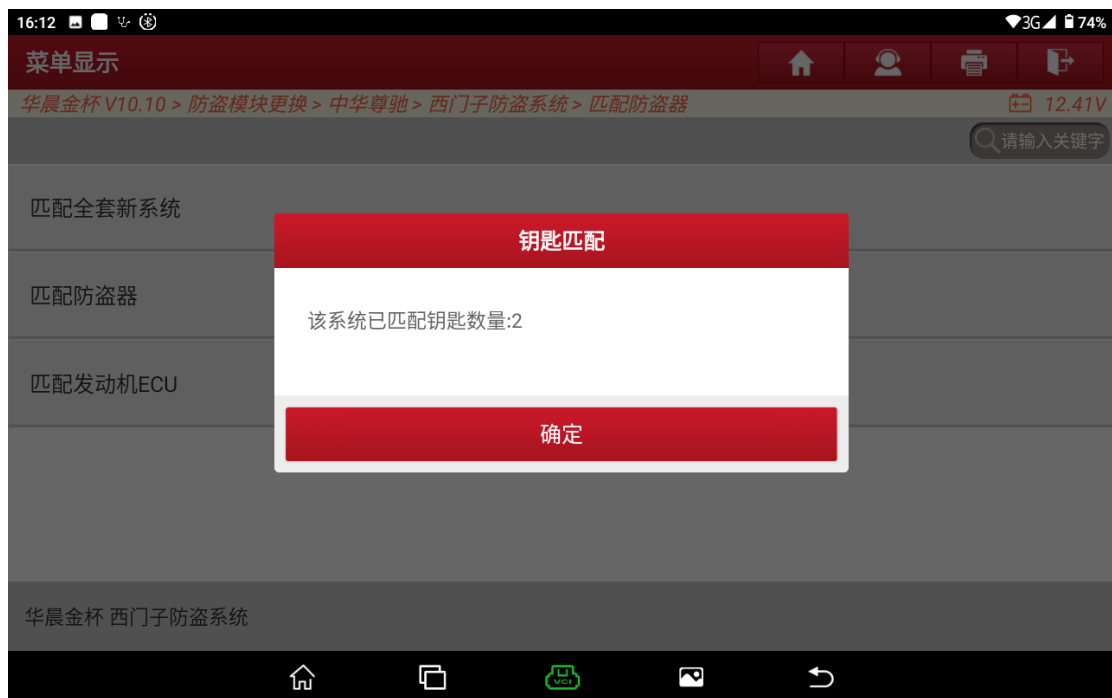 16:12
3G 74%
菜单显示
华晨金杯 V10.10 > 防盗模块更换 > 中华尊驰 > 西门子防盗系统 > 匹配防盗器
12.41V
请输入关键字
匹配全套新系统
钥匙匹配
匹配防盗器
该系统已匹配钥匙数量:2
匹配发动机ECU
确定
华晨金杯 西门子防盗系统
VCI